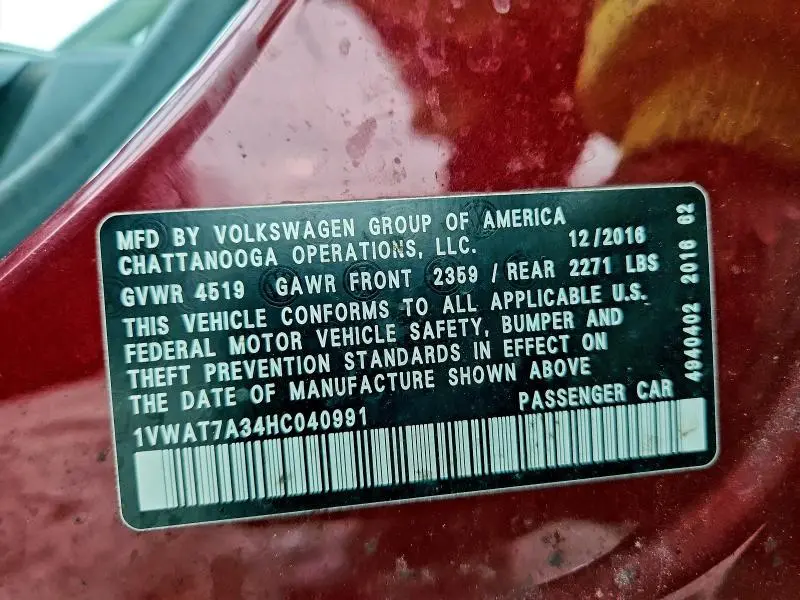 MFD BY VOLKSWAGEN GROUP OF AMERICA
CHATTANOOGA OPERATIONS, LLC. 12/2016
GVWR 4519 GAWR FRONT 2359 / REAR 2271 LBS
THIS VEHICLE CONFORMS TO ALL APPLICABLE U.S.
FEDERAL MOTOR VEHICLE SAFETY, BUMPER AND
THEFT PREVENTION STANDARDS IN EFFECT ON
THE DATE OF MANUFACTURE SHOWN ABOVE
1VWAT7A34HC040991 PASSENGER CAR
4940402 2016 02